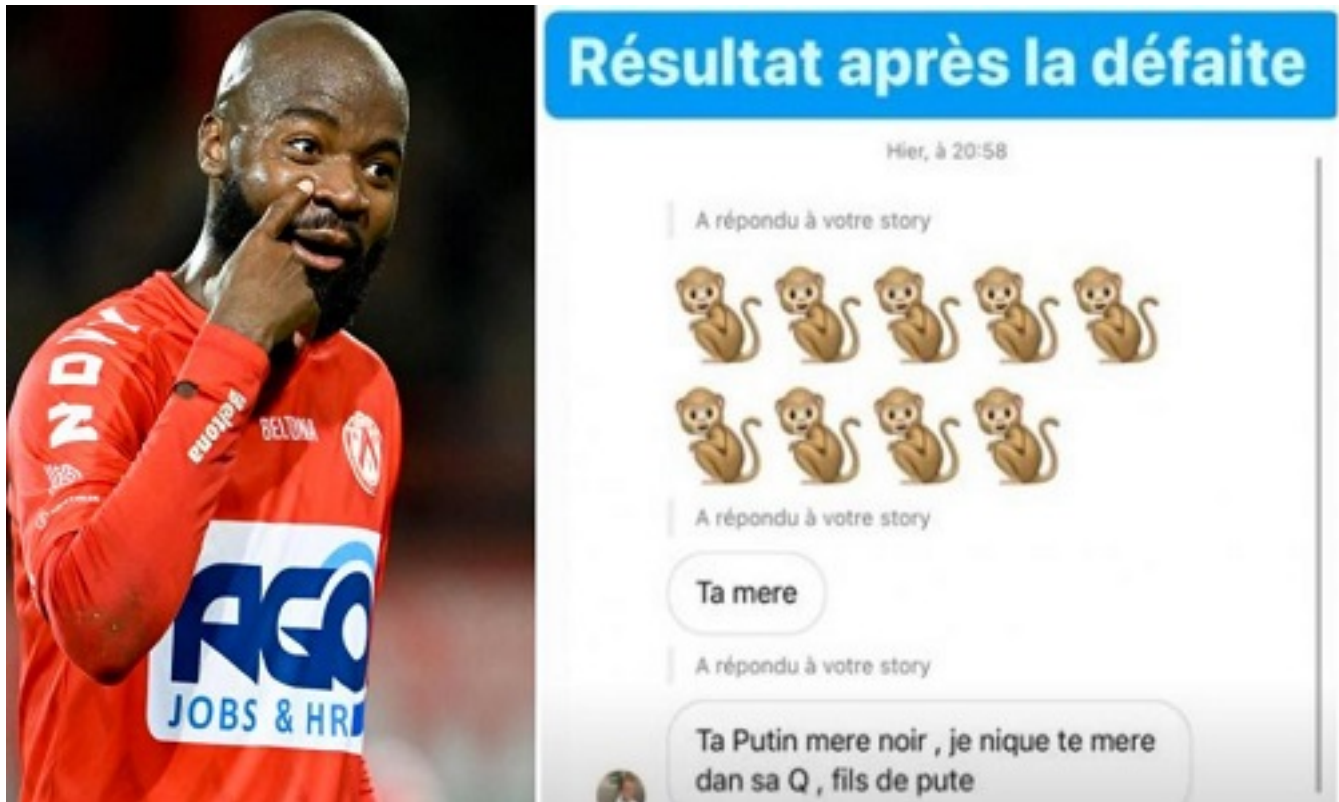 Beltona
BELTONA
AGO
JOBS & HR
Résultat après la défaite
Hier, à 20:58
A répondu à votre story
A répondu à votre story
Ta mere
A répondu à votre story
Ta Putin mere noir , je nique te mere
dan sa Q , fils de pute